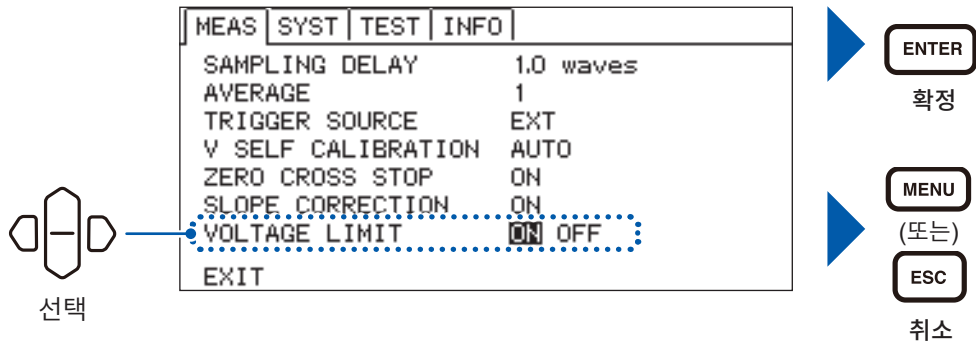 MEAS SYST TEST INFO
SAMPLING DELAY 1.0 waves
AVERAGE 1
TRIGGER SOURCE EXT
V SELF CALIBRATION AUTO
ZERO CROSS STOP ON
SLOPE CORRECTION ON
VOLTAGE LIMIT ON OFF
EXIT
선택
ENTER
확정
MENU
(또는)
ESC
취소